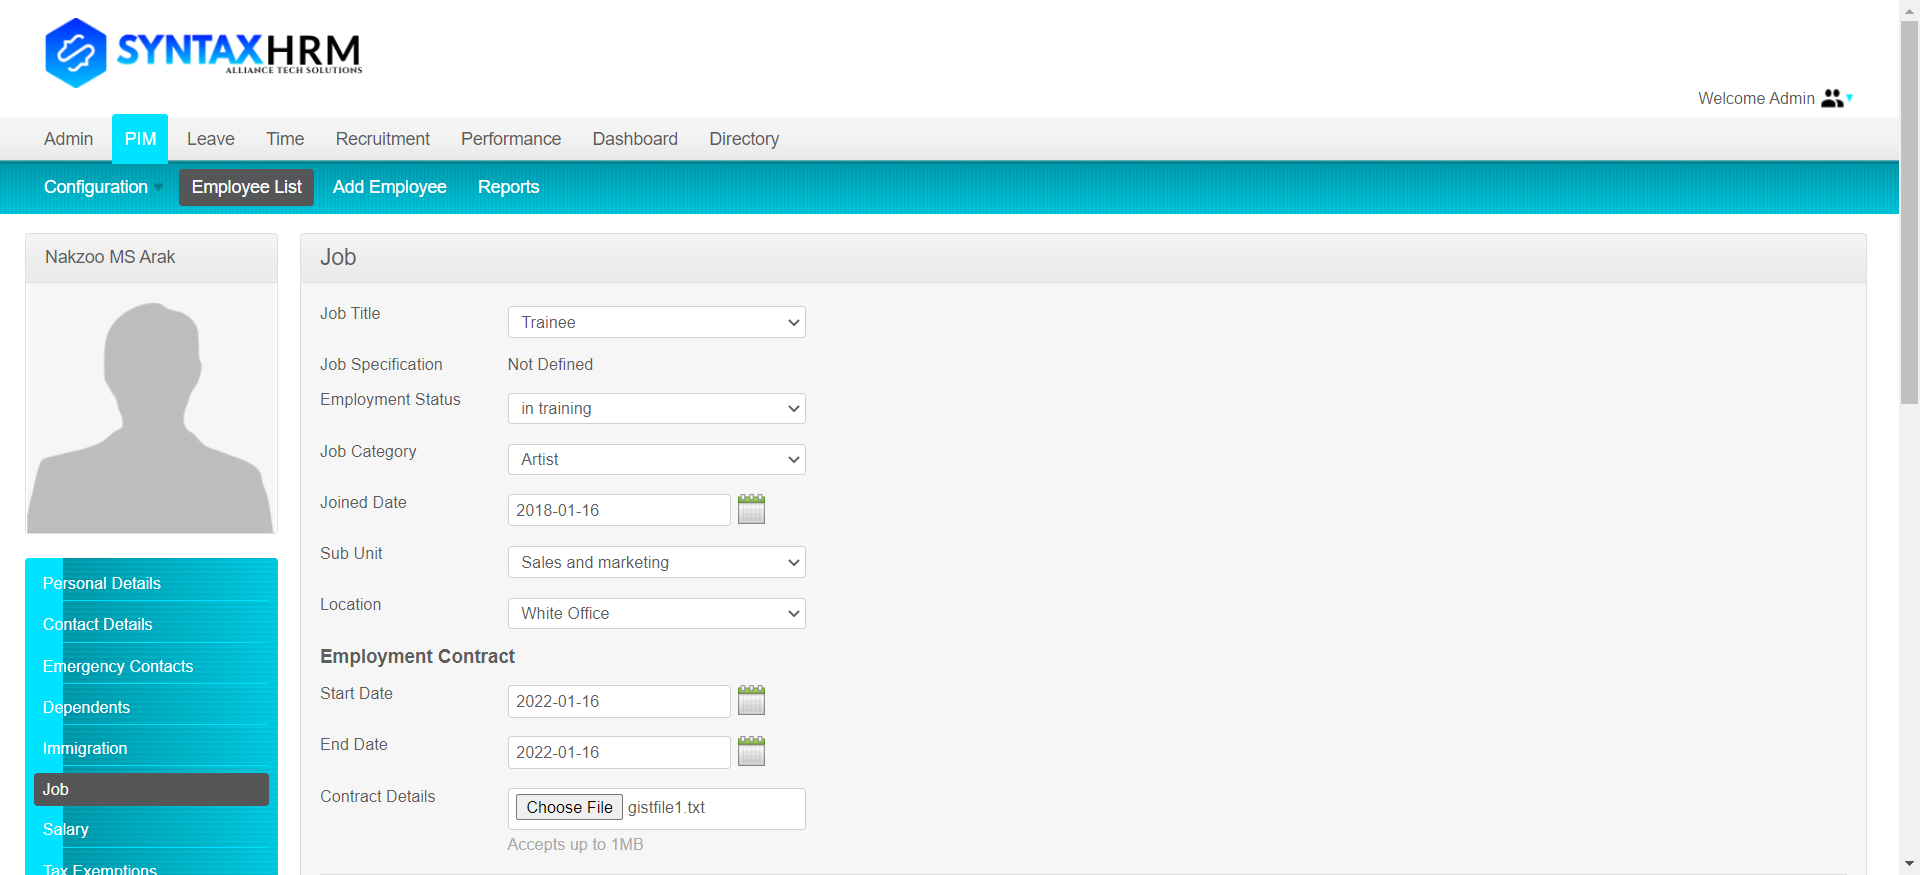 SYNTAXHRM
ALLIANCE TECH SOLUTIONS
Welcome Admin
Admin PIM Leave Time Recruitment Performance Dashboard Directory
Configuration Employee List Add Employee Reports
Nakzoo MS Arak
Personal Details
Contact Details
Emergency Contacts
Dependents
Immigration
Job
Salary
Tax Exemptions
Job
Job Title Trainee
Job Specification Not Defined
Employment Status in training
Job Category Artist
Joined Date 2018-01-16
Sub Unit Sales and marketing
Location White Office
Employment Contract
Start Date 2022-01-16
End Date 2022-01-16
Contract Details Choose File gistfile1.txt
Accepts up to 1MB